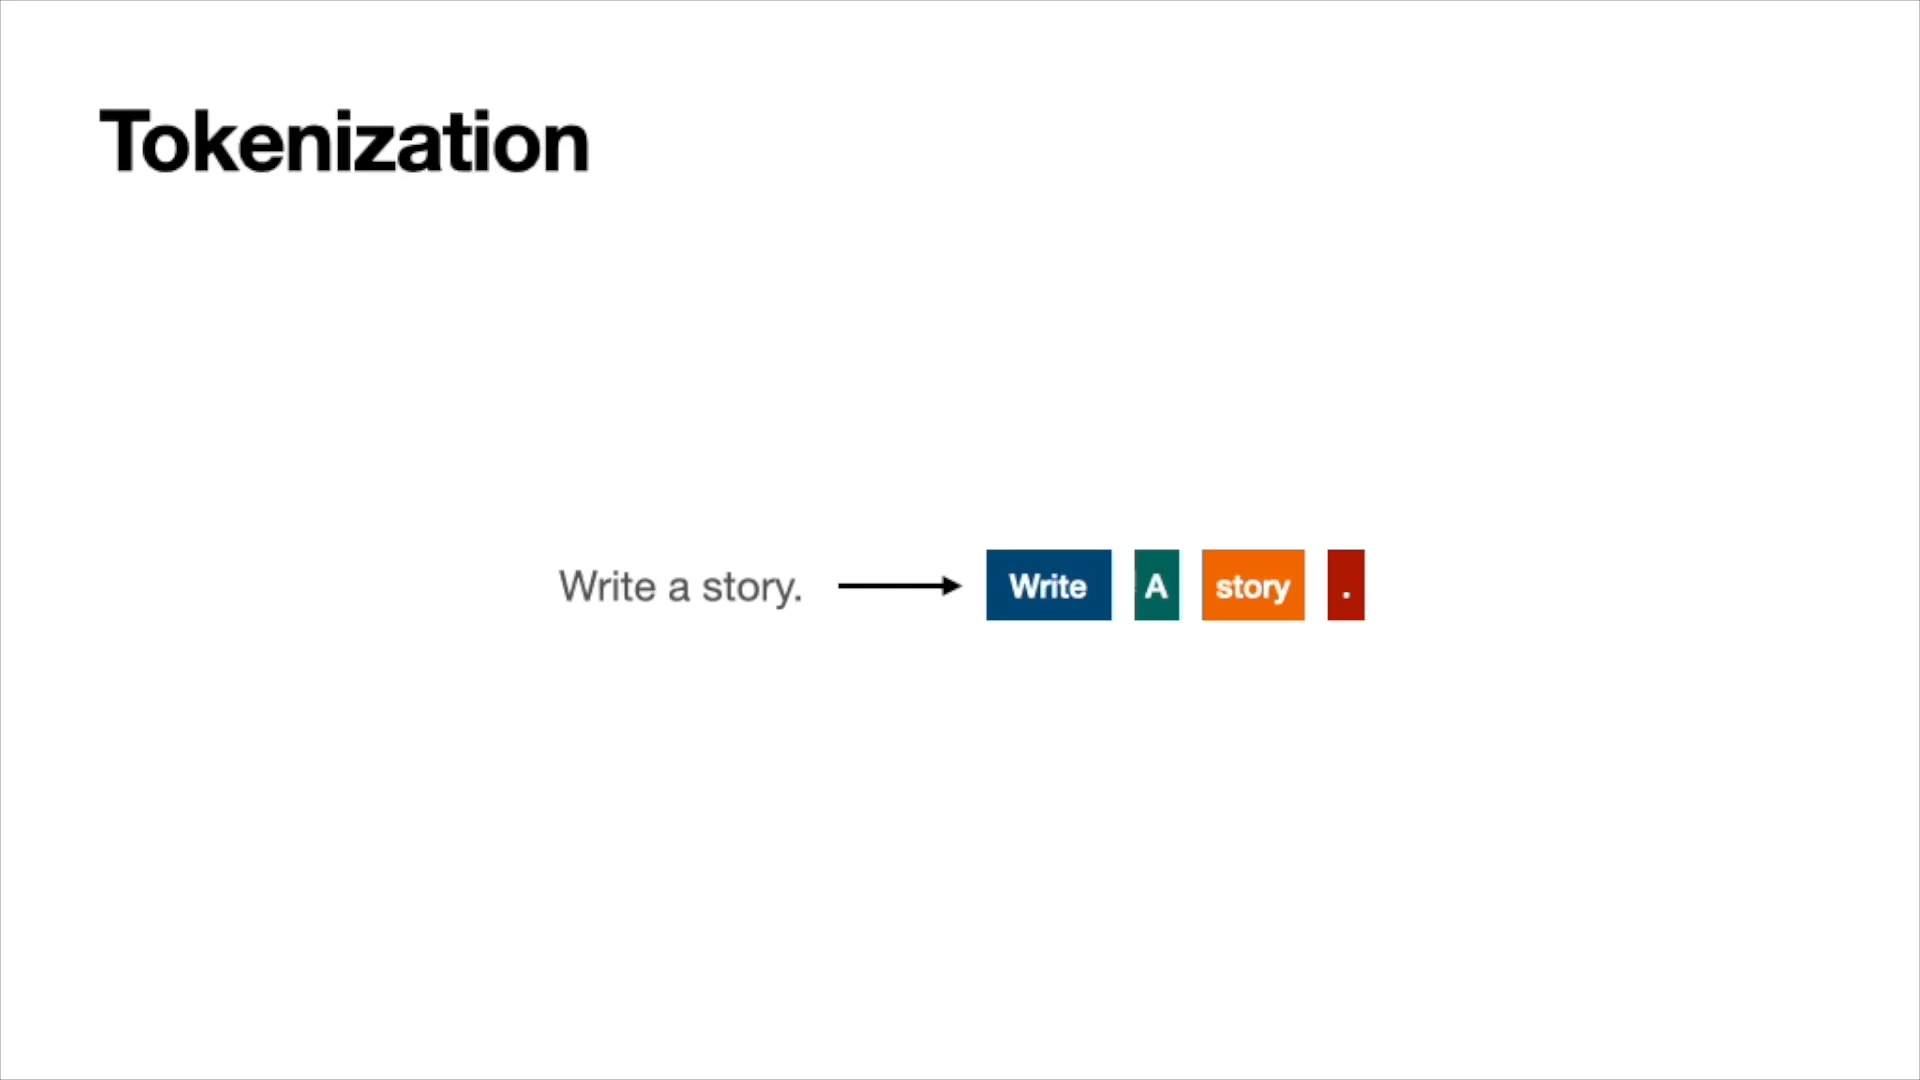 Tokenization
Write a story. Write A story .